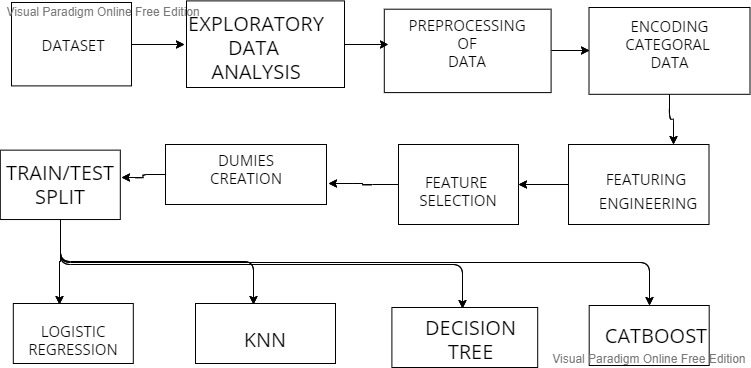 Visual Paradigm Online Free Edition
DATASET
EXPLORATORY
DATA
ANALYSIS
PREPROCESSING
OF
DATA
ENCODING
CATEGORAL
DATA
FEATURING
ENGINEERING
FEATURE
SELECTION
DUMIES
CREATION
TRAIN/TEST
SPLIT
LOGISTIC
REGRESSION
KNN
DECISION
TREE
CATBOOST
Visual Paradigm Online Free Edition